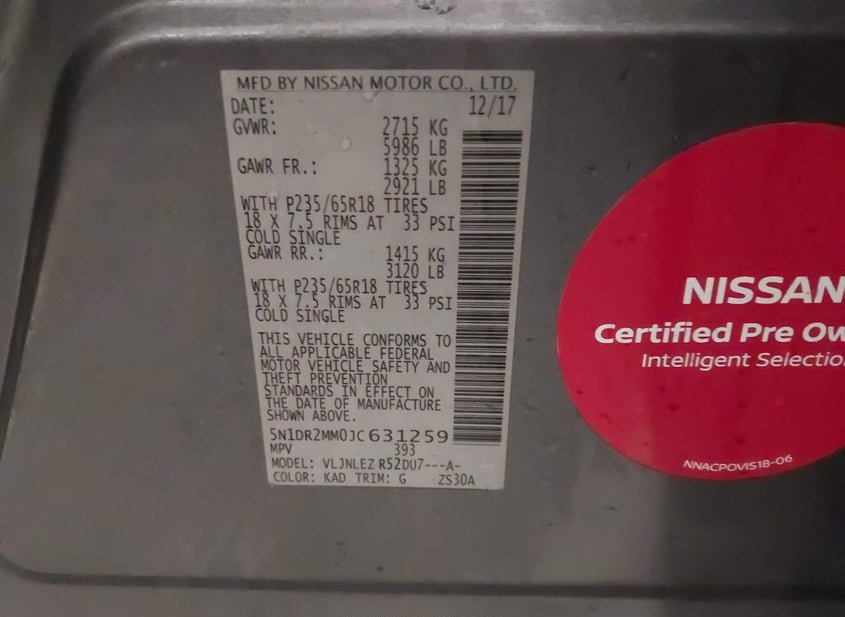 MFD BY NISSAN MOTOR CO., LTD.
DATE: 12/17
GVWR: 2715 KG
5986 LB
GAWR FR.: 1325 KG
2921 LB
WITH P235/65R18 TIRES
18 X 7.5 RIMS AT 33 PSI
COLD SINGLE
GAWR RR.: 1415 KG
3120 LB
WITH P235/65R18 TIRES
18 X 7.5 RIMS AT 33 PSI
COLD SINGLE
THIS VEHICLE CONFORMS TO
ALL APPLICABLE FEDERAL
MOTOR VEHICLE SAFETY AND
THEFT PREVENTION
STANDARDS IN EFFECT ON
THE DATE OF MANUFACTURE
SHOWN ABOVE.
5N1DR2MM0JC631259
MPV 393
MODEL: VLJNLEZ R52DU7---A-
COLOR: KAD TRIM: G ZS30A
NISSAN
Certified Pre Ow
Intelligent Selectio
NNACPOVIS18-06